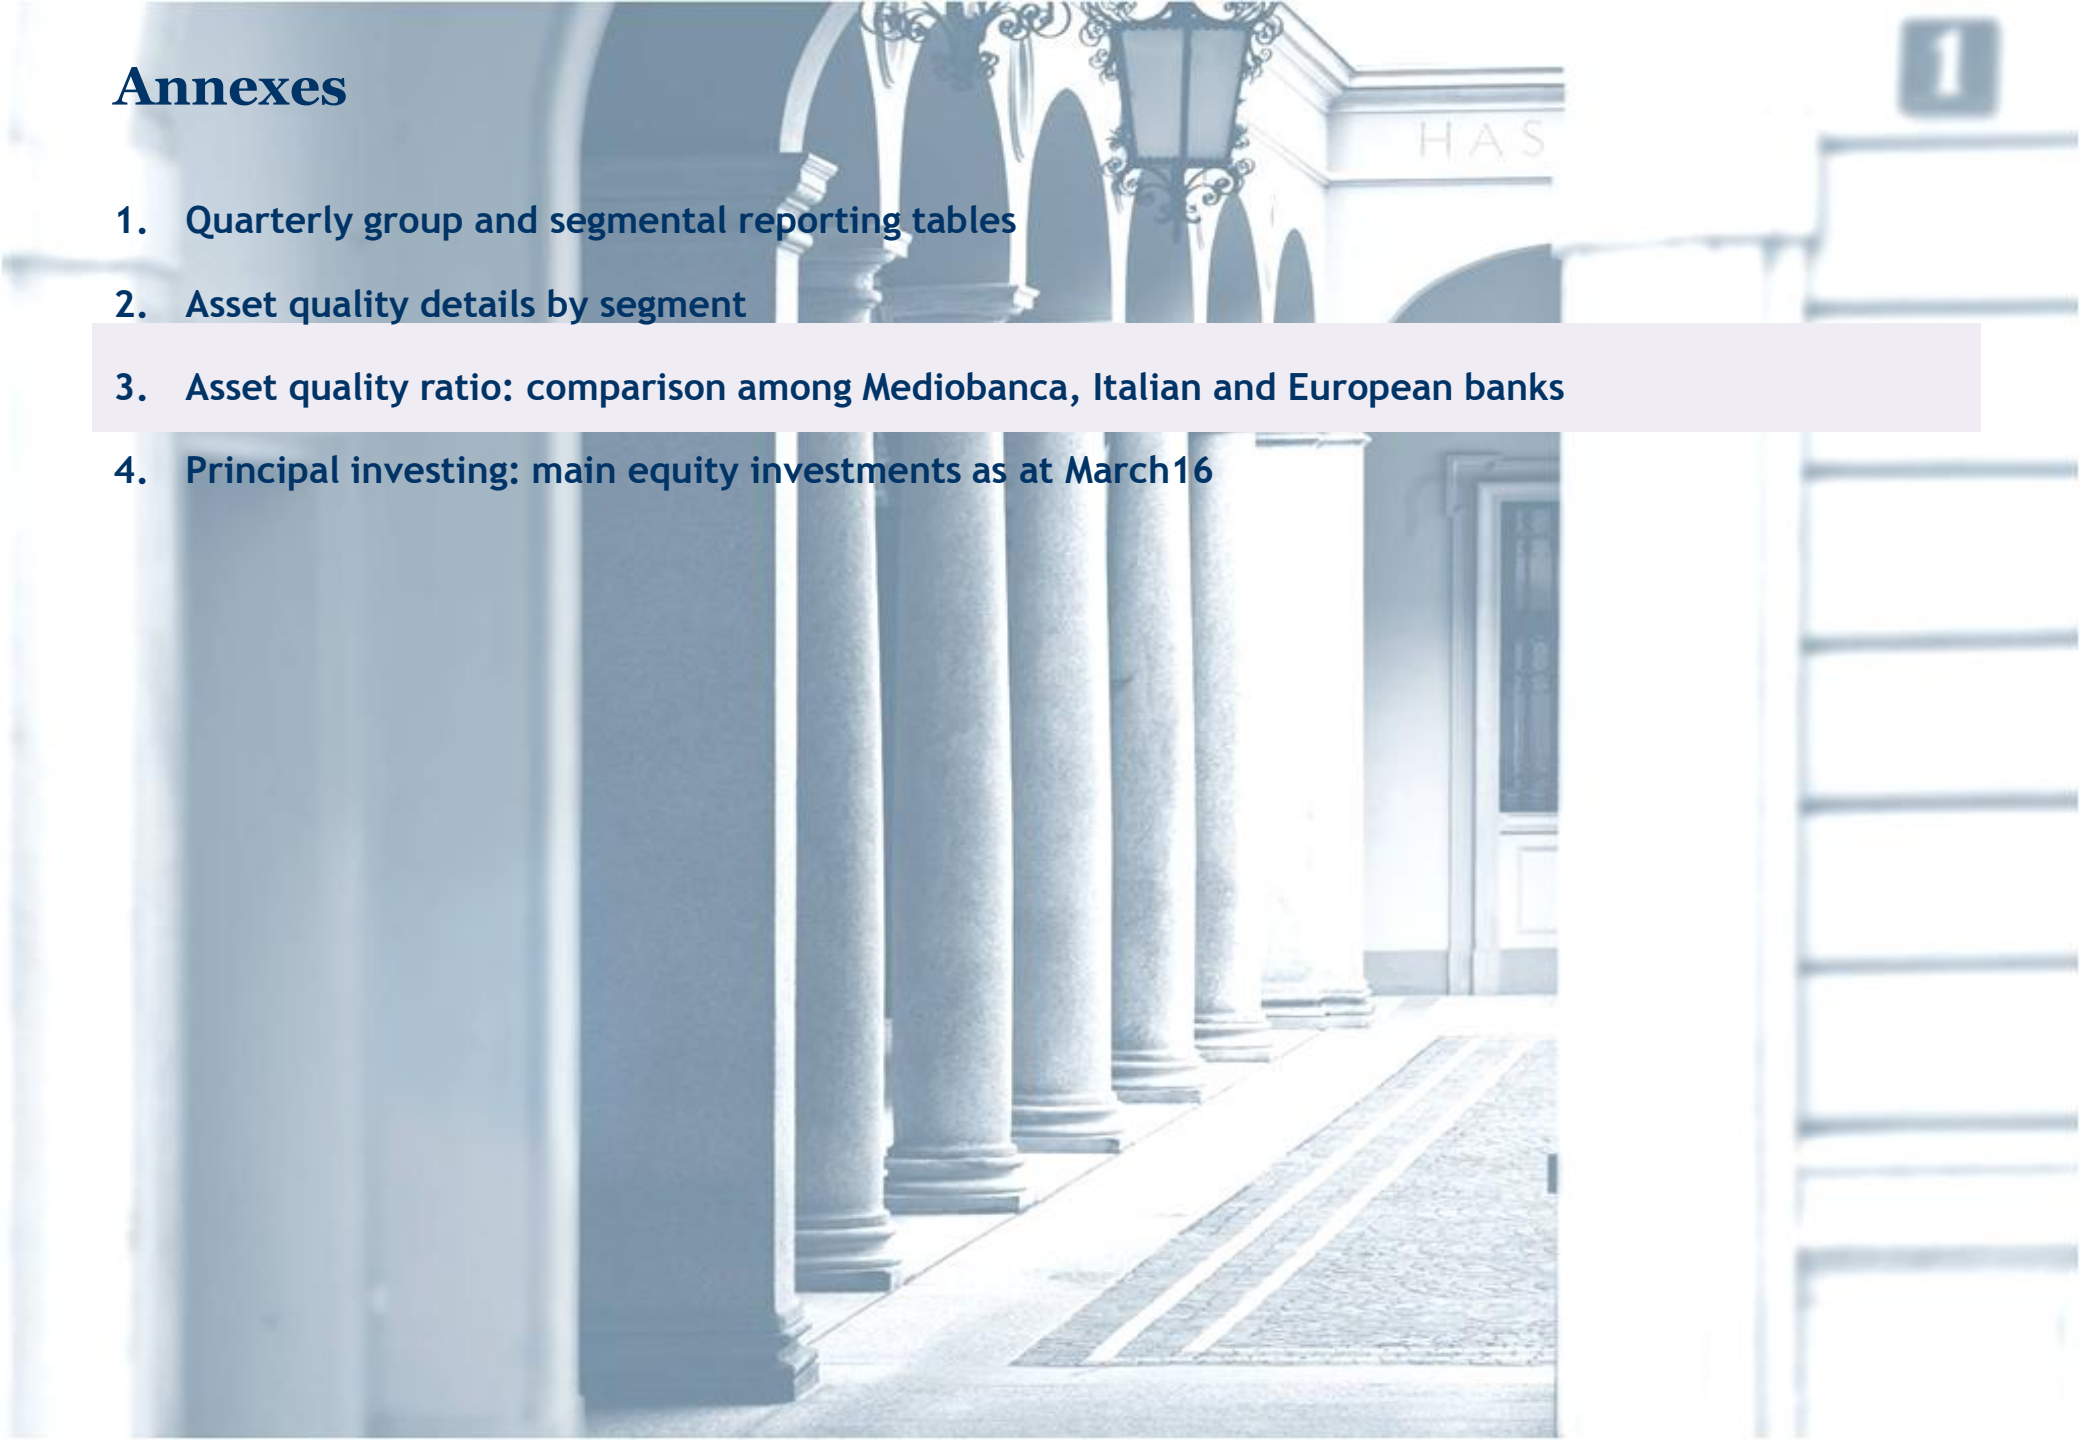 Annexes
1
HAS
1. Quarterly group and segmental reporting tables
2. Asset quality details by segment
3. Asset quality ratio: comparison among Mediobanca, Italian and European banks
4. Principal investing: main equity investments as at March16